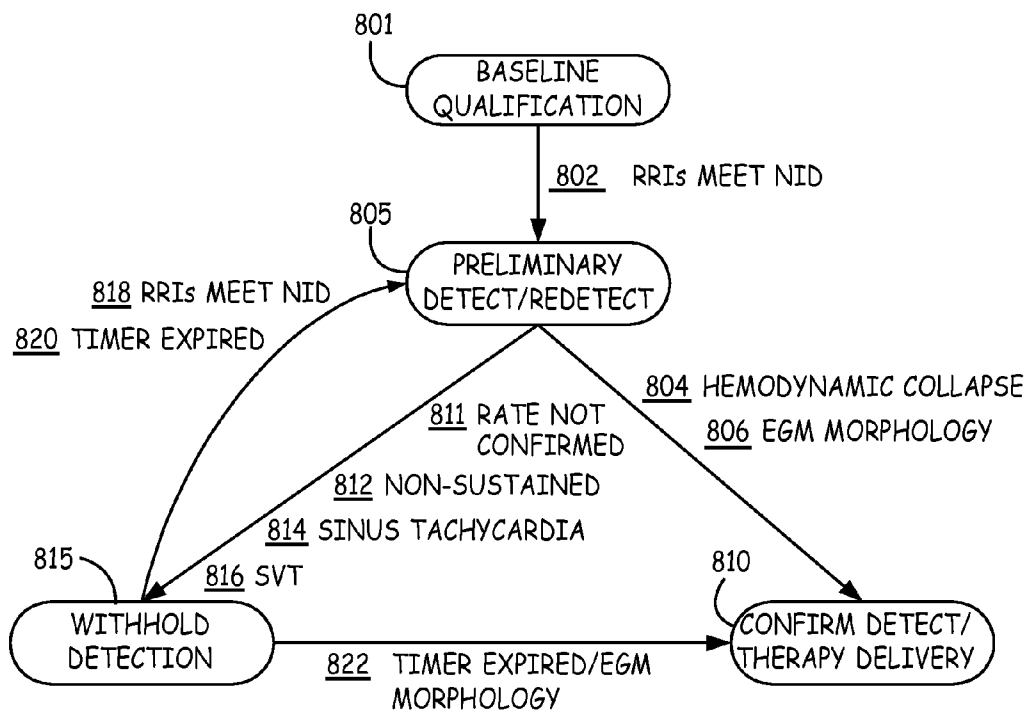 801
BASELINE
QUALIFICATION
802 RRIs MEET NID
805
PRELIMINARY
DETECT/REDETECT
818 RRIs MEET NID
820 TIMER EXPIRED
804 HEMODYNAMIC COLLAPSE
806 EGM MORPHOLOGY
811 RATE NOT
CONFIRMED
812 NON-SUSTAINED
814 SINUS TACHYCARDIA
816 SVT
815
WITHHOLD
DETECTION
810
CONFIRM DETECT/
THERAPY DELIVERY
822 TIMER EXPIRED/EGM
MORPHOLOGY